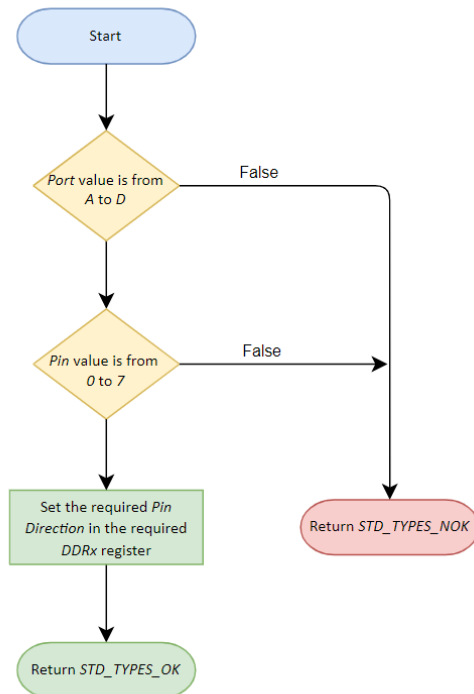 Start
Port value is from
A to D
False
Pin value is from
0 to 7
False
Set the required Pin
Direction in the required
DDRx register
Return STD_TYPES_NOK
Return STD_TYPES_OK